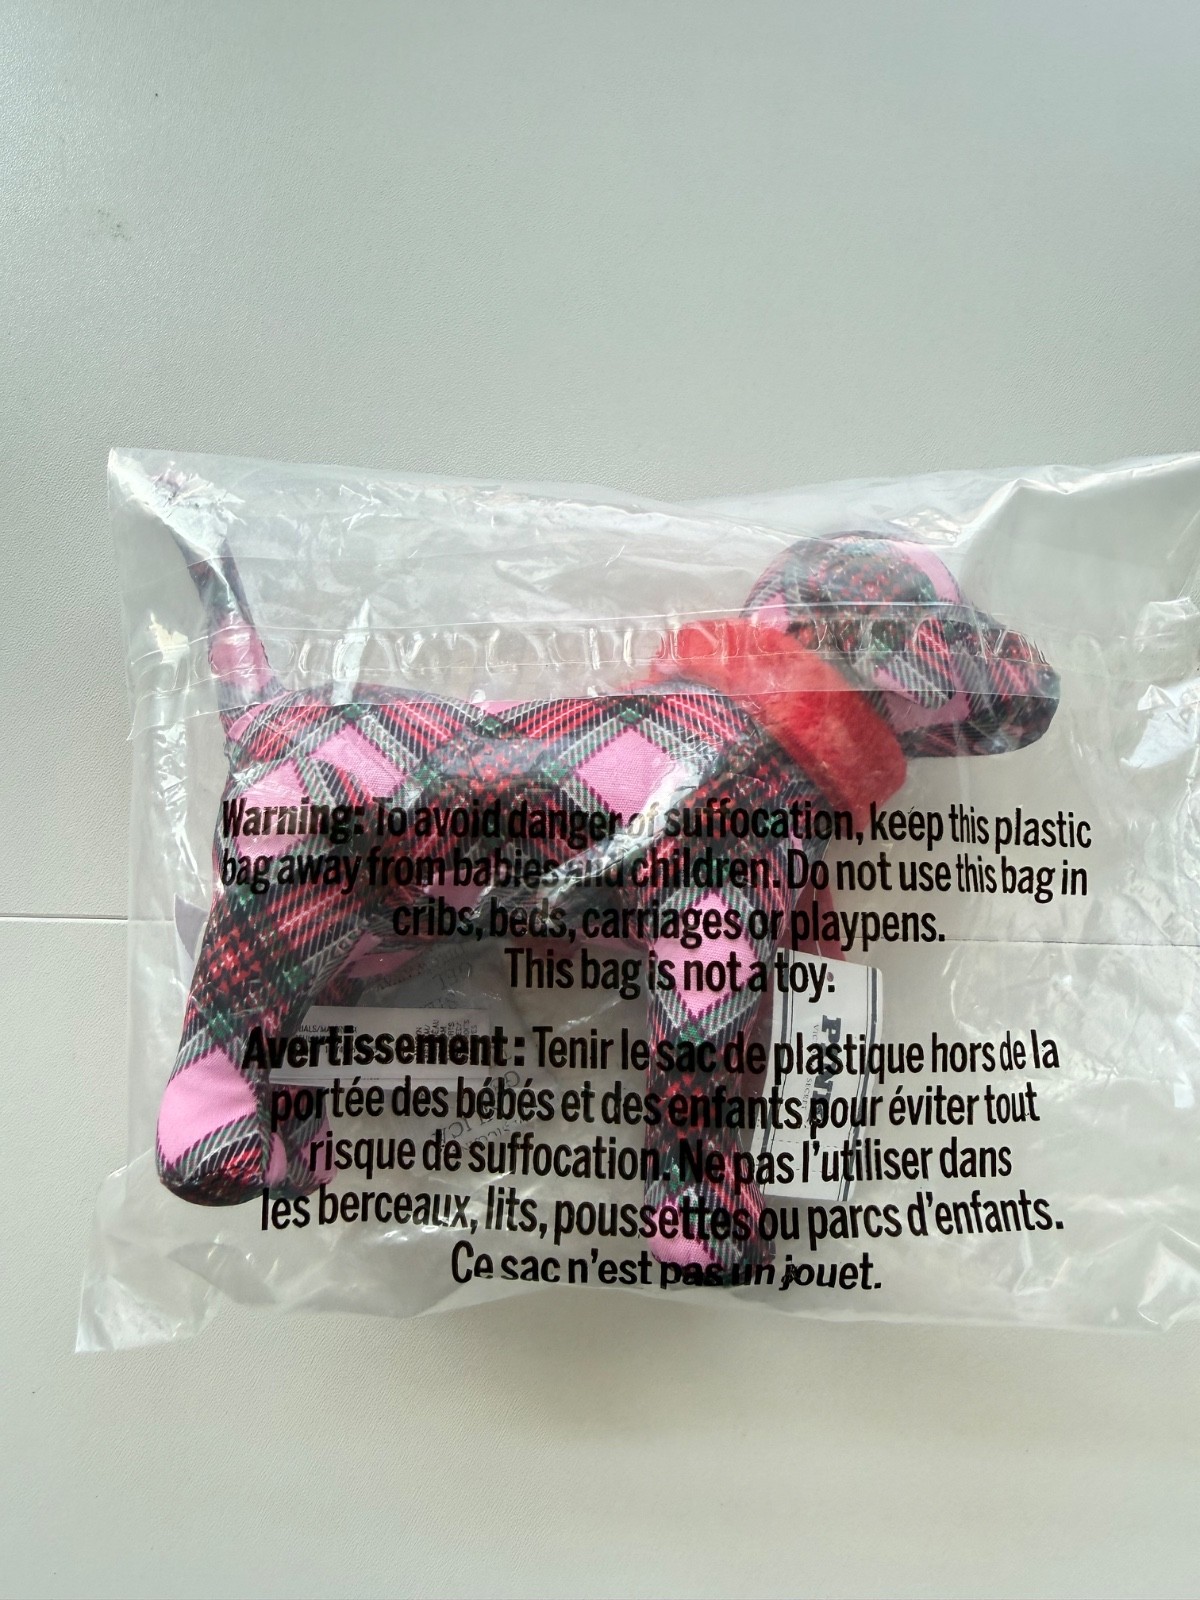 Warning: To avoid danger of suffocation, keep this plastic
bag away from babies and children. Do not use this bag in
cribs, beds, carriages or playpens.
This bag is not a toy.
Avertissement : Tenir le sac de plastique hors de la
portée des bébés et des enfants pour éviter tout
risque de suffocation. Ne pas l'utiliser dans
les berceaux, lits, poussettes ou parcs d'enfants.
Ce sac n'est pas un jouet.
PINK